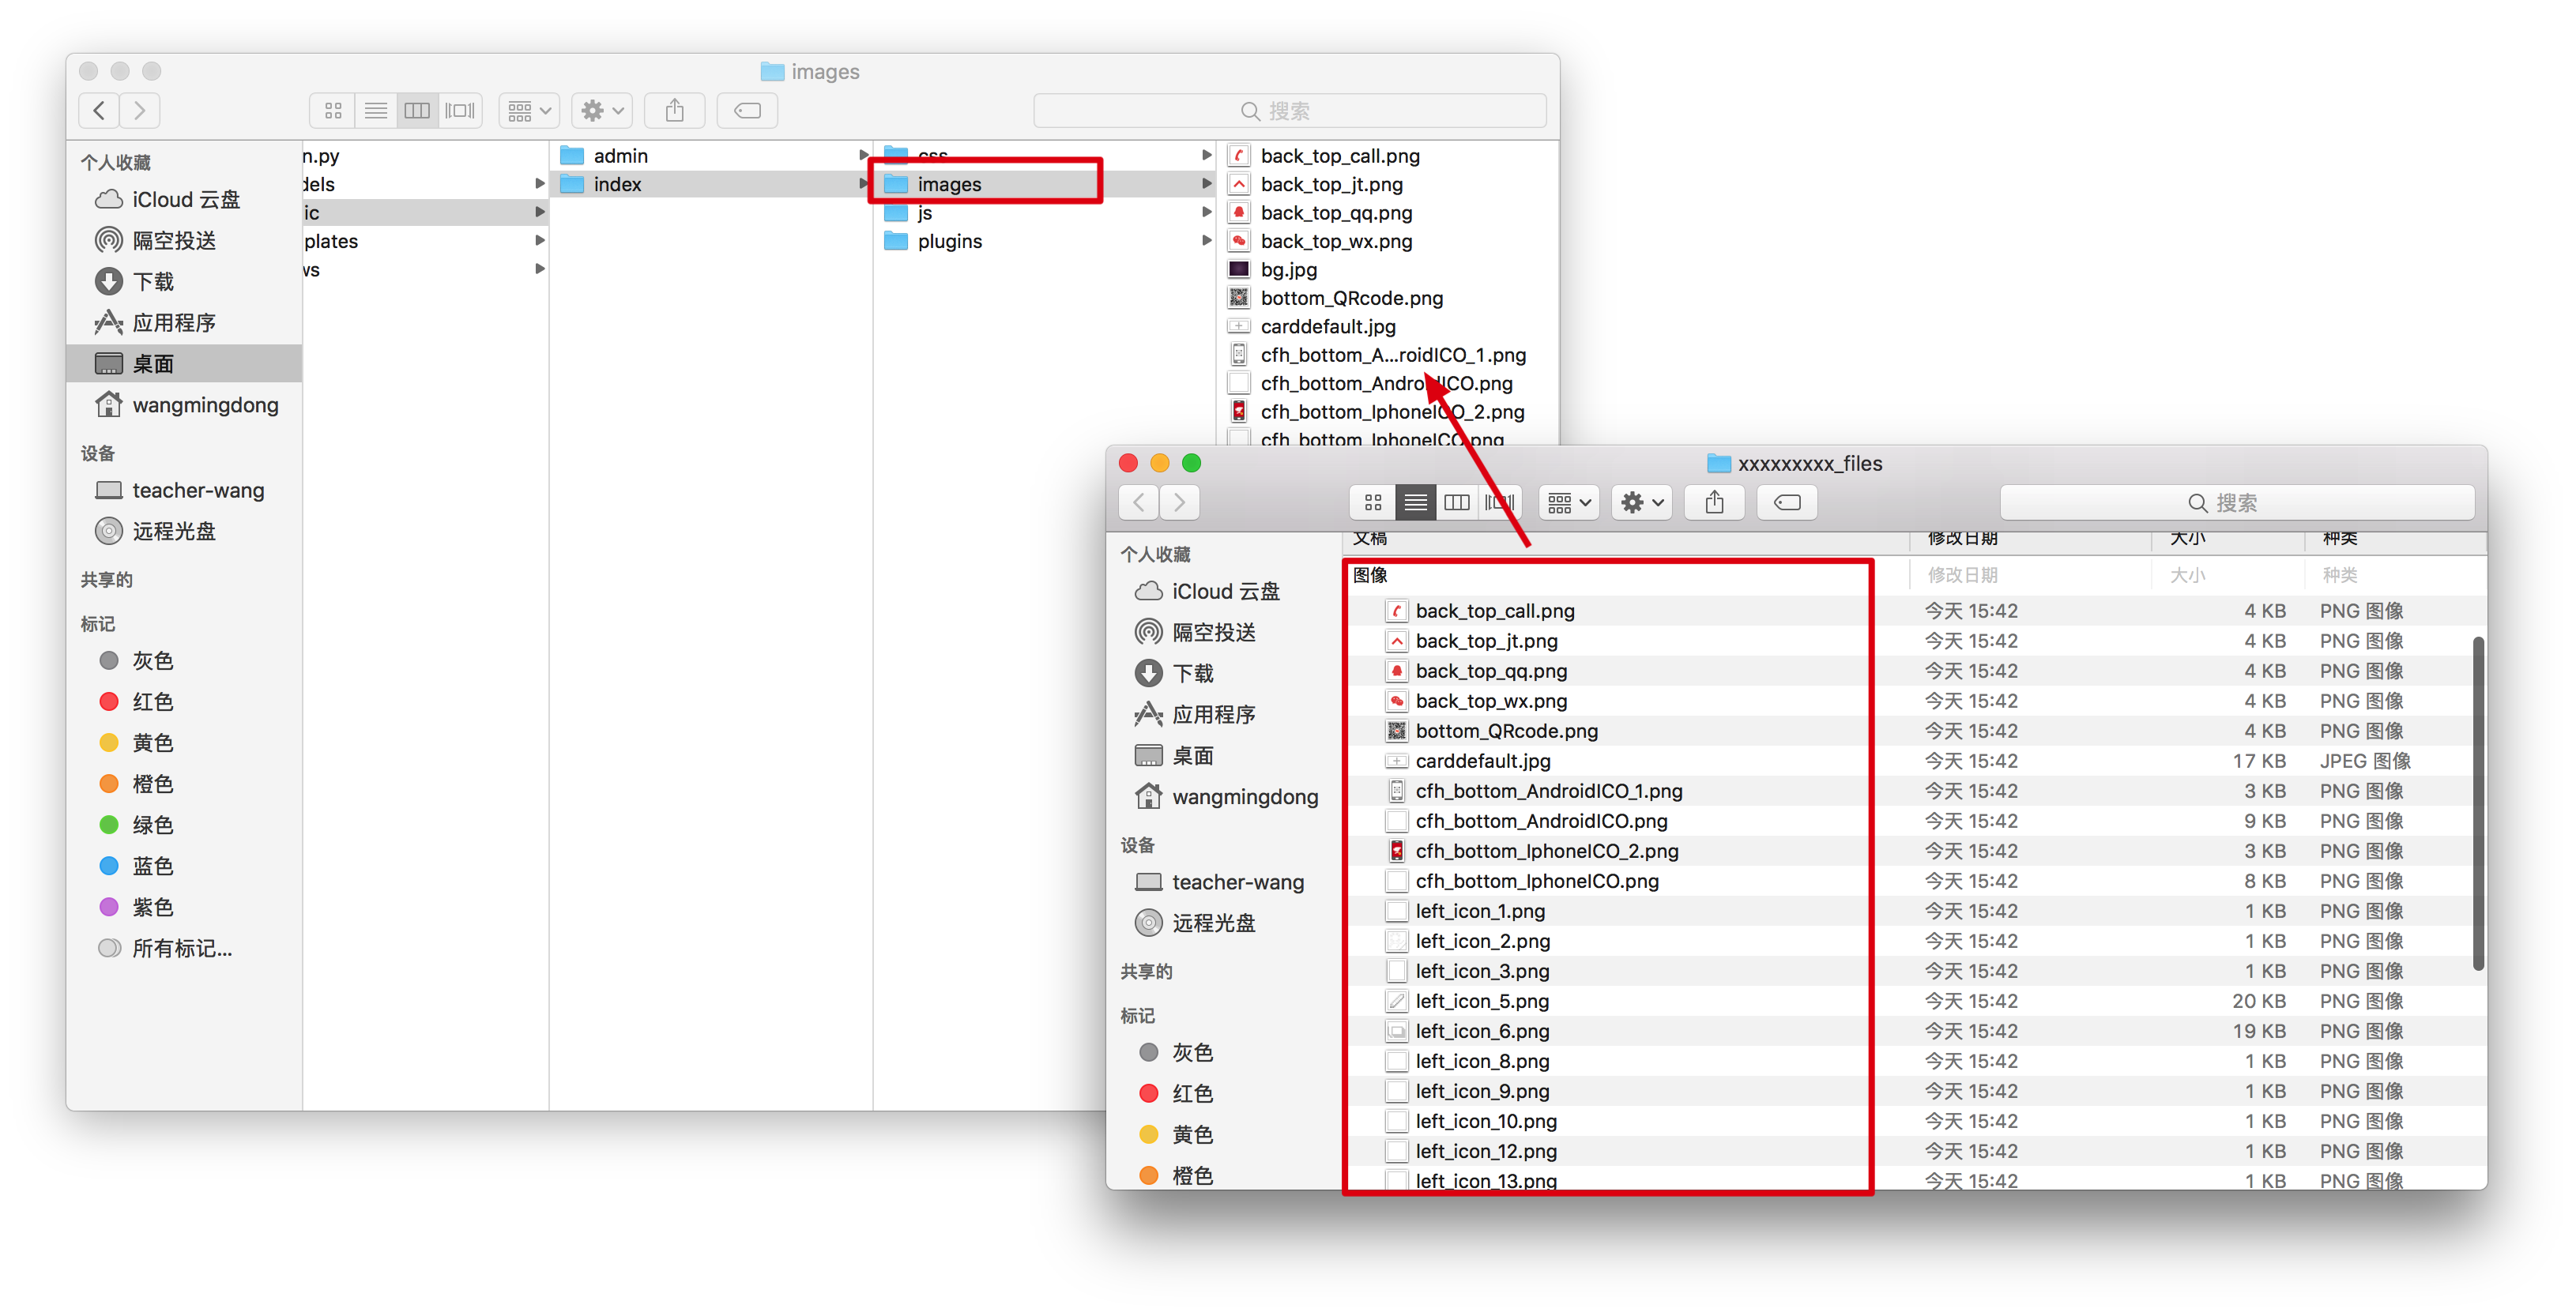 images
搜索
个人收藏
iCloud 云盘
隔空投送
下载
应用程序
桌面
wangmingdong
设备
teacher-wang
远程光盘
共享的
标记
灰色
红色
黄色
橙色
绿色
蓝色
紫色
所有标记...
n.py
dels
ic
plates
ws
admin
index
css
images
js
plugins
back_top_call.png
back_top_jt.png
back_top_qq.png
back_top_wx.png
bg.jpg
bottom_QRcode.png
carddefault.jpg
cfh_bottom_A...roidICO_1.png
cfh_bottom_AndroidICO.png
cfh_bottom_IphoneICO_2.png
cfh_bottom_IphoneICO.png
xxxxxxxxx_files
搜索
个人收藏
iCloud 云盘
隔空投送
下载
应用程序
桌面
wangmingdong
设备
teacher-wang
远程光盘
共享的
标记
灰色
红色
黄色
橙色
文稿 修改日期 大小 种类
图像 修改日期 大小 种类
back_top_call.png 今天 15:42 4 KB PNG 图像
back_top_jt.png 今天 15:42 4 KB PNG 图像
back_top_qq.png 今天 15:42 4 KB PNG 图像
back_top_wx.png 今天 15:42 4 KB PNG 图像
bottom_QRcode.png 今天 15:42 4 KB PNG 图像
carddefault.jpg 今天 15:42 17 KB JPEG 图像
cfh_bottom_AndroidICO_1.png 今天 15:42 3 KB PNG 图像
cfh_bottom_AndroidICO.png 今天 15:42 9 KB PNG 图像
cfh_bottom_IphoneICO_2.png 今天 15:42 3 KB PNG 图像
cfh_bottom_IphoneICO.png 今天 15:42 8 KB PNG 图像
left_icon_1.png 今天 15:42 1 KB PNG 图像
left_icon_2.png 今天 15:42 1 KB PNG 图像
left_icon_3.png 今天 15:42 1 KB PNG 图像
left_icon_5.png 今天 15:42 20 KB PNG 图像
left_icon_6.png 今天 15:42 19 KB PNG 图像
left_icon_8.png 今天 15:42 1 KB PNG 图像
left_icon_9.png 今天 15:42 1 KB PNG 图像
left_icon_10.png 今天 15:42 1 KB PNG 图像
left_icon_12.png 今天 15:42 1 KB PNG 图像
left_icon_13.png 今天 15:42 1 KB PNG 图像